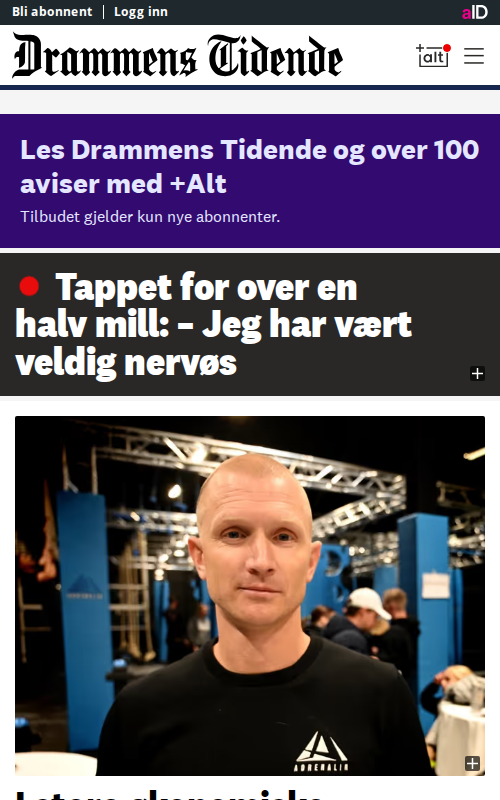 Bli abonnent | Logg inn
aID
Drammens Tidende
+alt
Les Drammens Tidende og over 100
aviser med +Alt
Tilbudet gjelder kun nye abonnenter.
Tappet for over en
halv mill: – Jeg har vært
veldig nervøs
ADRENALIN
ADRENALIN